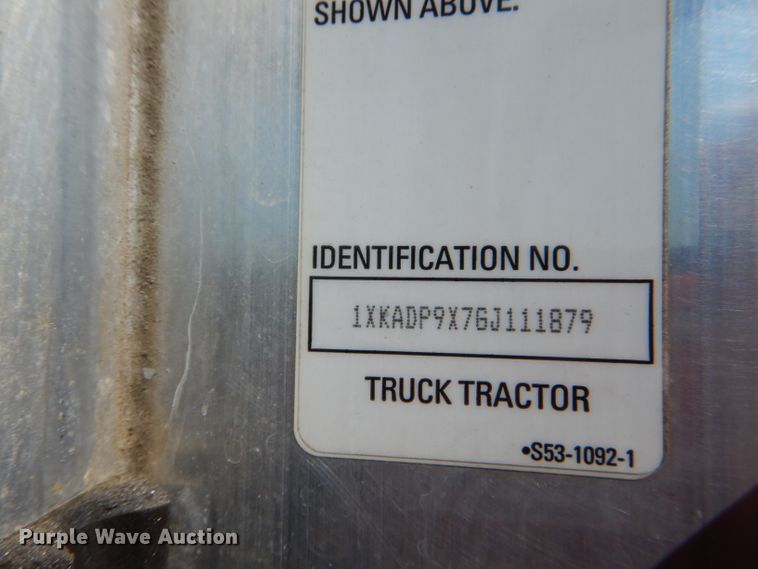 SHOWN ABOVE.
IDENTIFICATION NO.
1XKADP9X76J111879
TRUCK TRACTOR
•S53-1092-1
Purple Wave Auction®